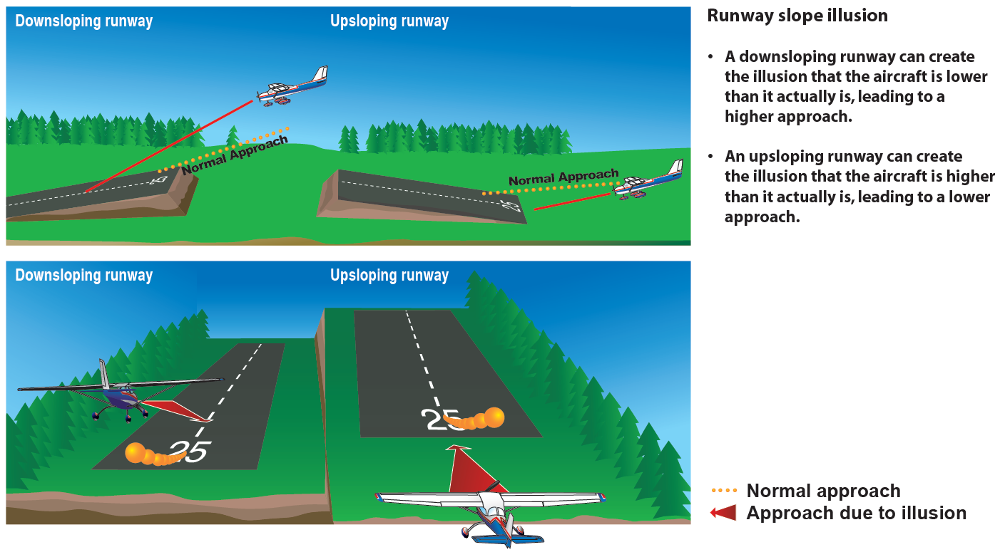 Downsloping runway
Upsloping runway
Normal Approach
25
Normal Approach
25
Runway slope illusion
• A downsloping runway can create
the illusion that the aircraft is lower
than it actually is, leading to a
higher approach.
• An upsloping runway can create
the illusion that the aircraft is higher
than it actually is, leading to a lower
approach.
Downsloping runway
Upsloping runway
25
25
Normal approach
Approach due to illusion